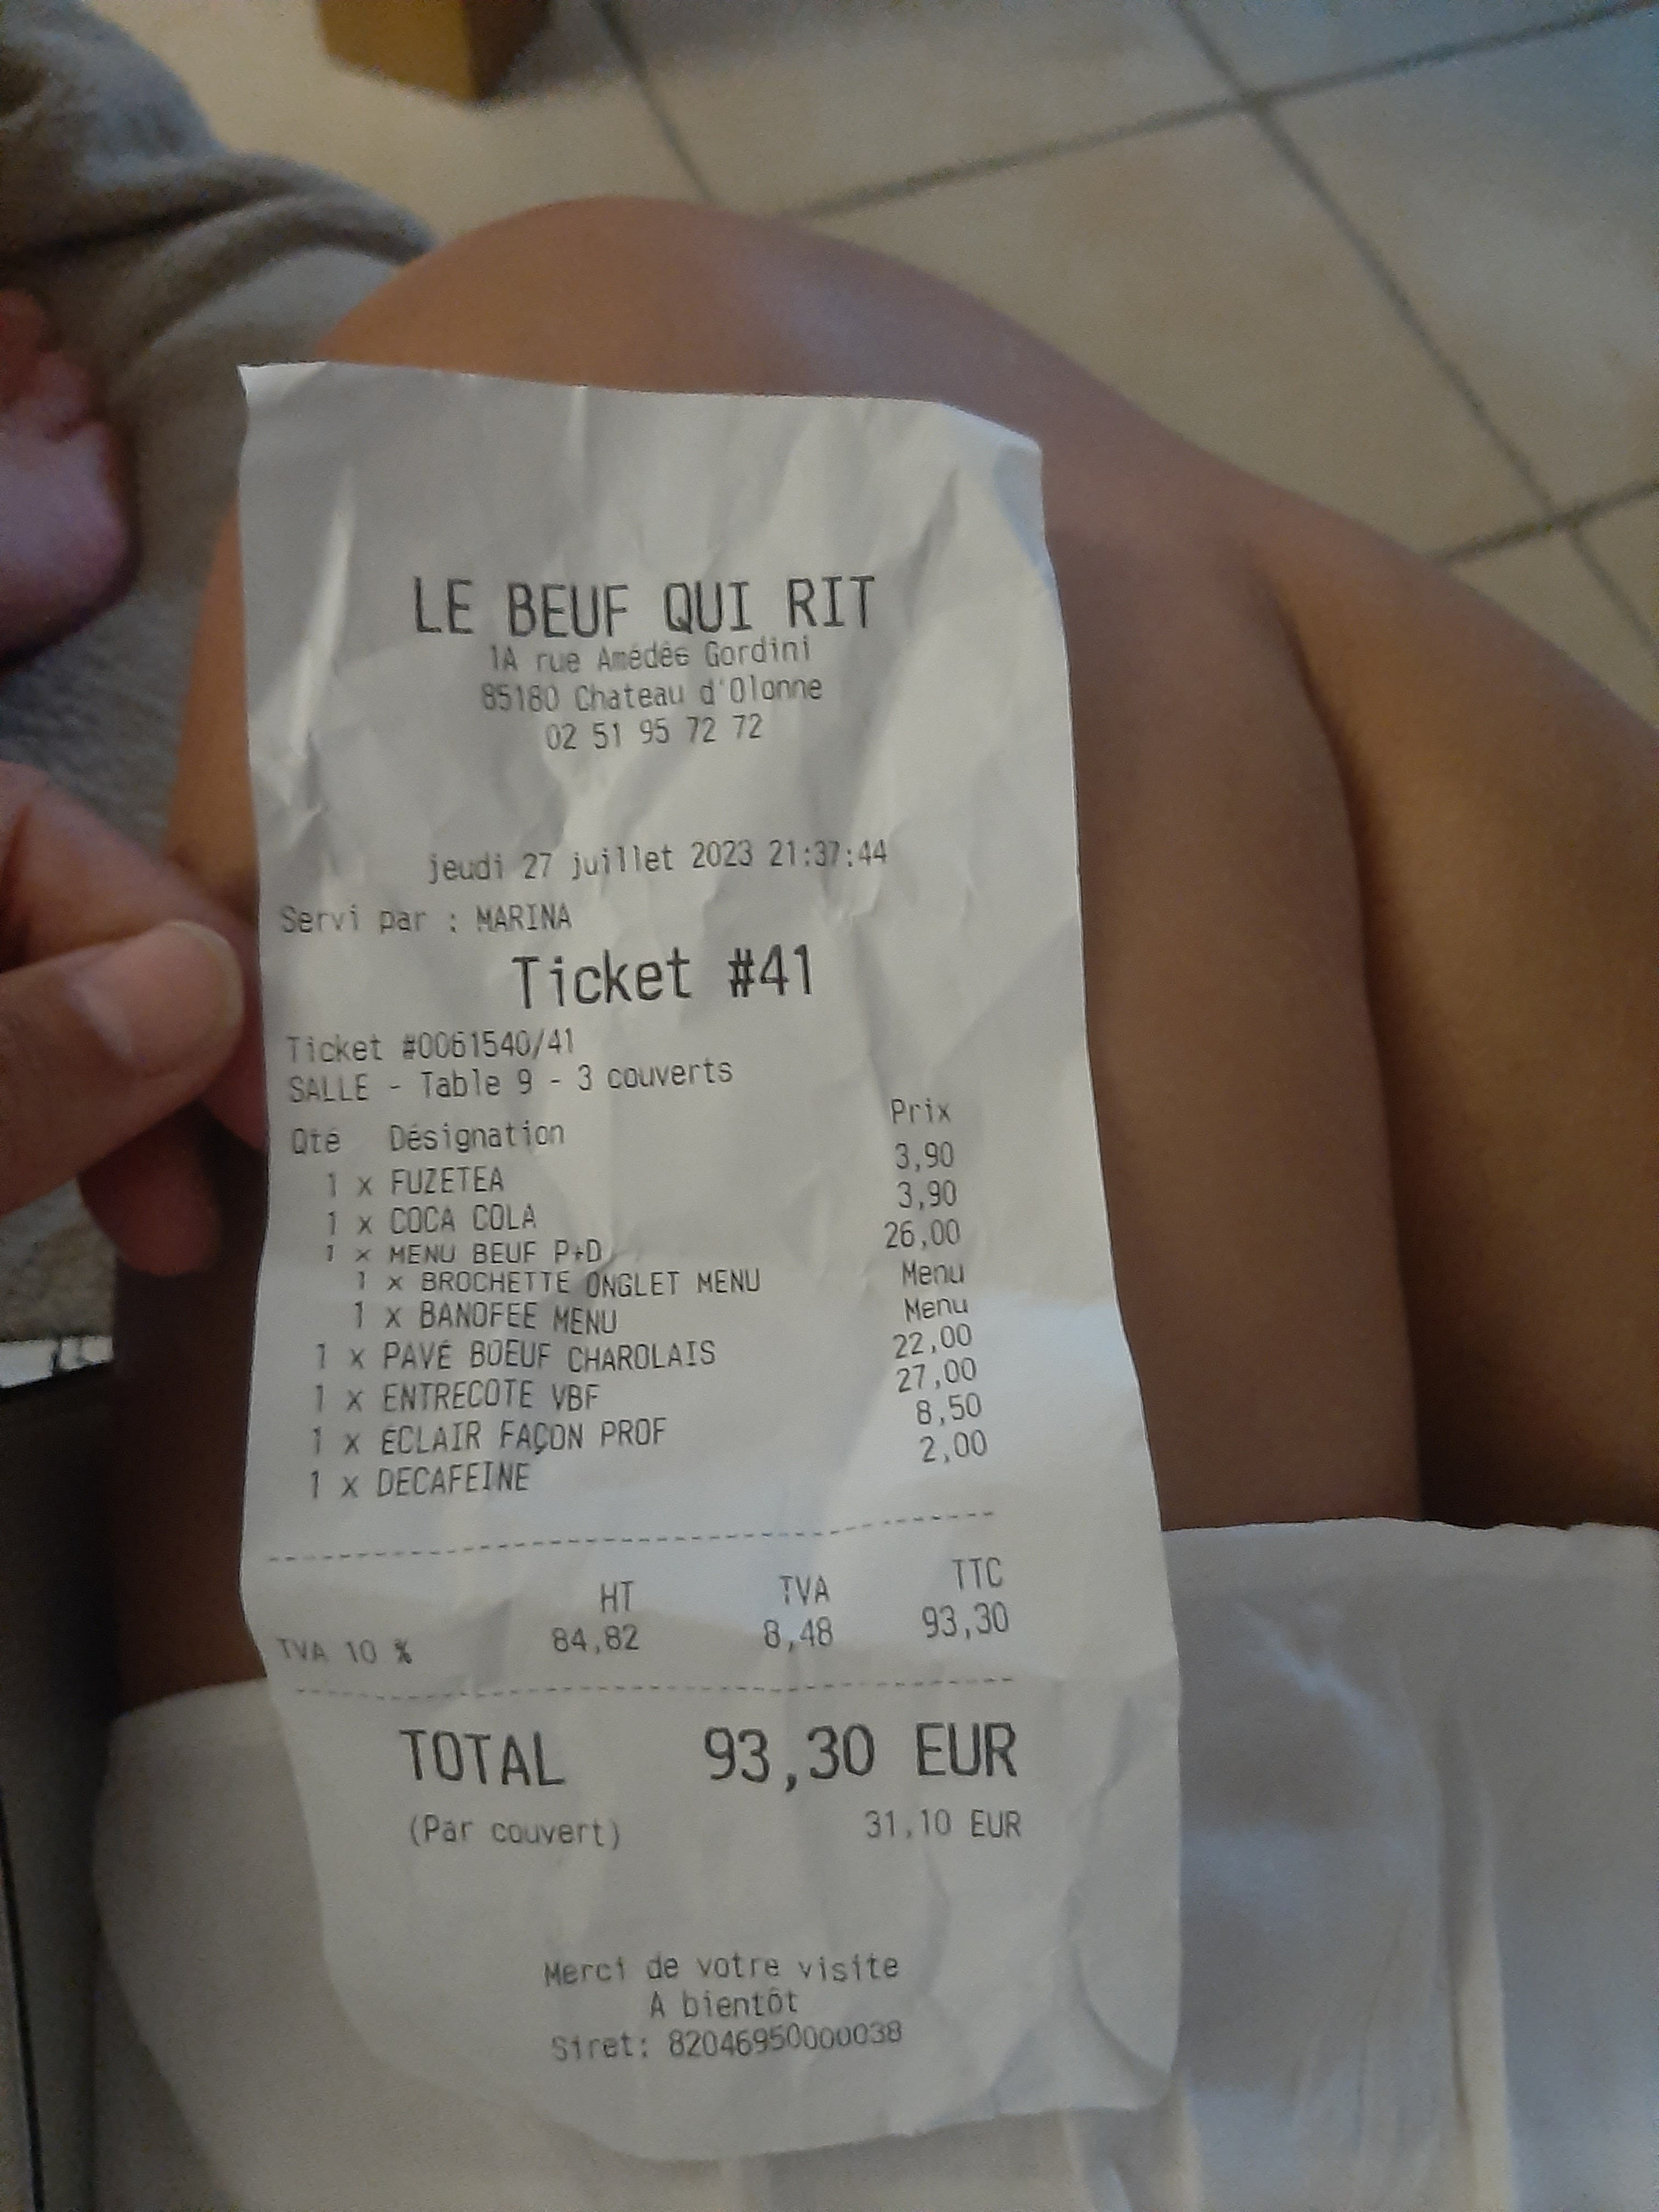 LE BEUF QUI RIT
1A rue Amédée Gordini
85180 Chateau d'Olonne
02 51 95 72 72
jeudi 27 juillet 2023 21:37:44
Servi par : MARINA
Ticket #41
Ticket #0061540/41
SALLE - Table 9 - 3 couverts
Qté Désignation Prix
1 x FUZETEA 3,90
1 x COCA COLA 3,90
1 x MENU BEUF P+D 26,00
1 x BROCHETTE ONGLET MENU Menu
1 x BANOFEE MENU Menu
1 x PAVÉ BOEUF CHAROLAIS 22,00
1 x ENTRECOTE VBF 27,00
1 x ÉCLAIR FAÇON PROF 8,50
1 x DECAFEINE 2,00
HT TVA TTC
TVA 10 % 84,82 8,48 93,30
TOTAL 93,30 EUR
(Par couvert) 31,10 EUR
Merci de votre visite
A bientôt
Siret: 82046950000038